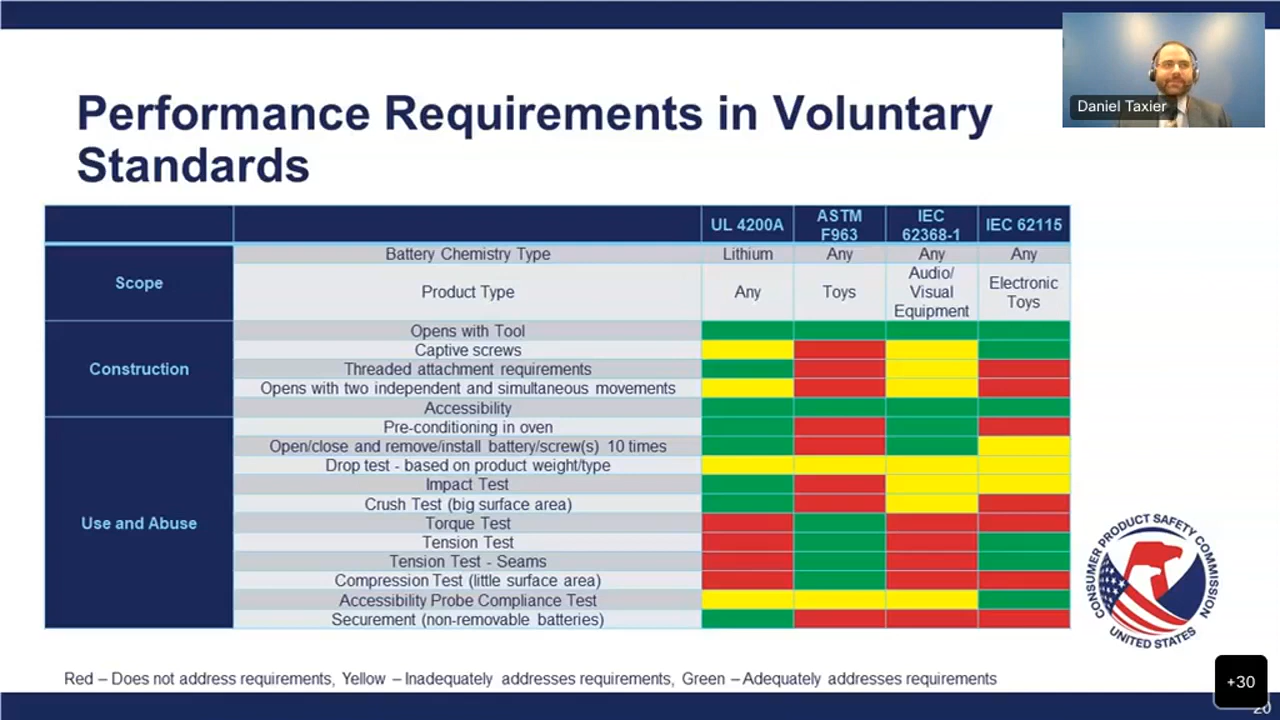 Daniel Taxier
Performance Requirements in Voluntary
Standards
UL 4200A
ASTM
F963
IEC
62368-1
IEC 62115
Scope
Battery Chemistry Type
Lithium
Any
Any
Any
Product Type
Any
Toys
Audio/
Visual
Equipment
Electronic
Toys
Construction
Opens with Tool
Captive screws
Threaded attachment requirements
Opens with two independent and simultaneous movements
Accessibility
Use and Abuse
Pre-conditioning in oven
Open/close and remove/install battery/screw(s) 10 times
Drop test - based on product weight/type
Impact Test
Crush Test (big surface area)
Torque Test
Tension Test
Tension Test - Seams
Compression Test (little surface area)
Accessibility Probe Compliance Test
Securement (non-removable batteries)
CONSUMER PRODUCT SAFETY COMMISSION
UNITED STATES
Red – Does not address requirements, Yellow – Inadequately addresses requirements, Green – Adequately addresses requirements
+30
20